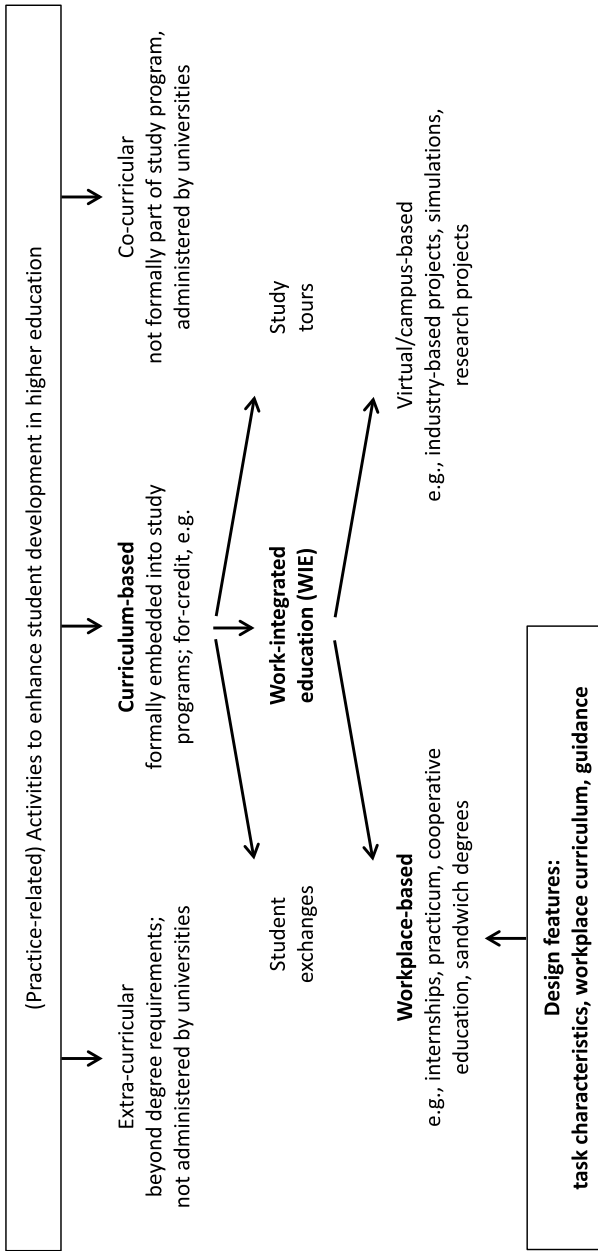 (Practice-related) Activities to enhance student development in higher education
Extra-curricular
beyond degree requirements;
not administered by universities
Curriculum-based
formally embedded into study
programs; for-credit, e.g.
Co-curricular
not formally part of study program,
administered by universities
Student
exchanges
Work-integrated
education (WIE)
Study
tours
Workplace-based
e.g., internships, practicum, cooperative
education, sandwich degrees
Virtual/campus-based
e.g., industry-based projects, simulations,
research projects
Design features:
task characteristics, workplace curriculum, guidance